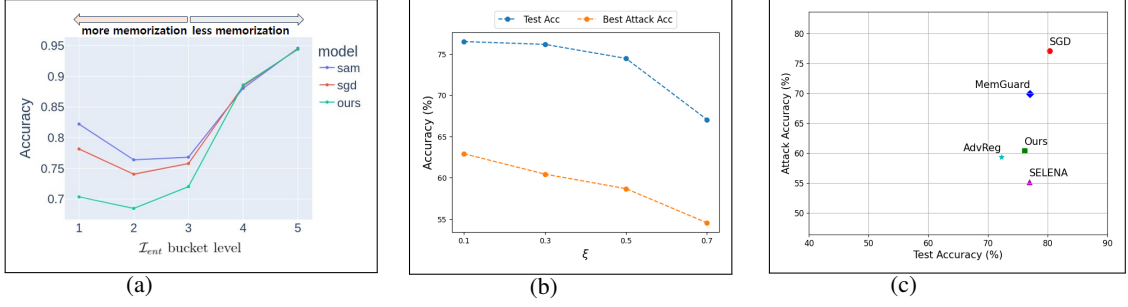 more memorization less memorization
0.95
0.9
0.85
0.8
0.75
0.7
Accuracy
1 2 3 4 5
I_ent bucket level
model
sam
sgd
ours
(a)
Test Acc Best Attack Acc
75
70
65
60
55
Accuracy (%)
0.1 0.3 0.5 0.7
ξ
(b)
80
75
70
65
60
55
50
Attack Accuracy (%)
SGD
MemGuard
AdvReg
Ours
SELENA
40 50 60 70 80 90
Test Accuracy (%)
(c)